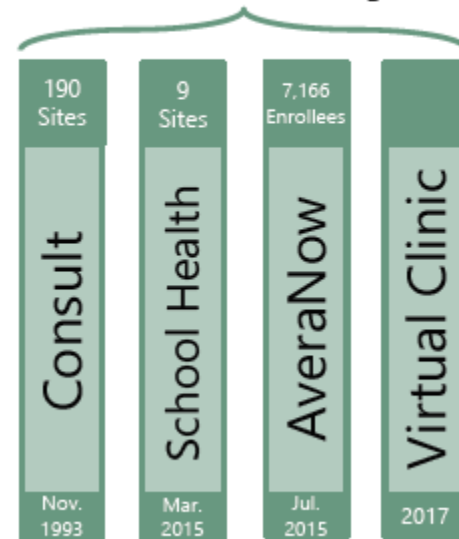 190
Sites
Consult
Nov.
1993
9
Sites
School Health
Mar.
2015
7,166
Enrollees
AveraNow
Jul.
2015
Virtual Clinic
2017